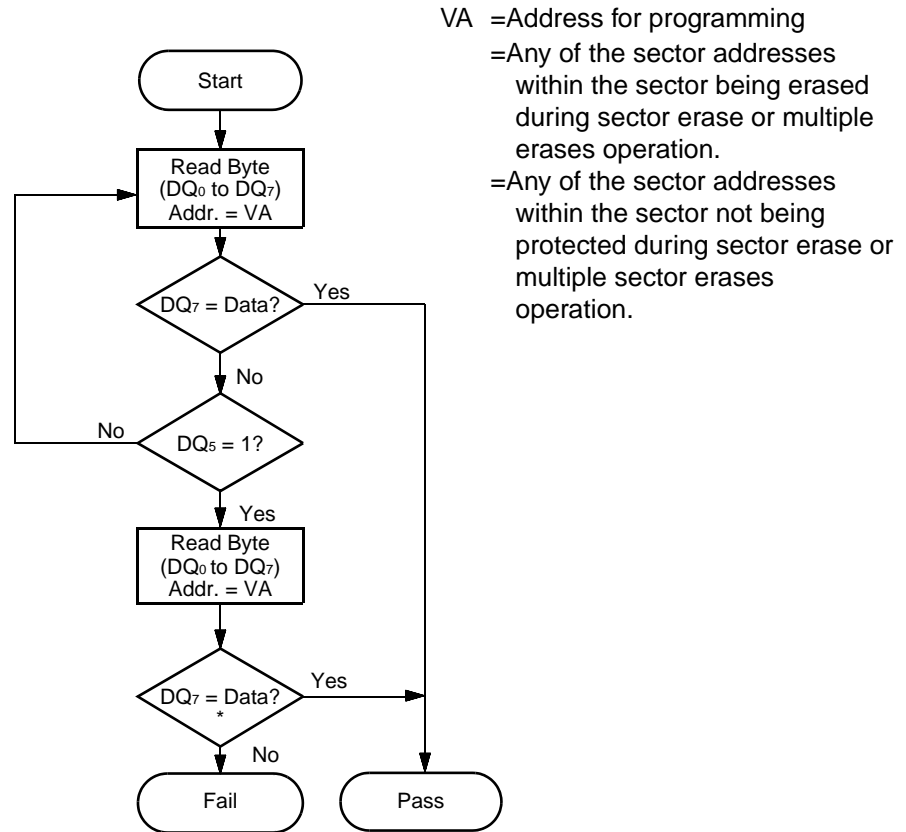 VA =Address for programming
=Any of the sector addresses
within the sector being erased
during sector erase or multiple
erases operation.
=Any of the sector addresses
within the sector not being
protected during sector erase or
multiple sector erases
operation.
Start
Read Byte
(DQ0 to DQ7)
Addr. = VA
DQ7 = Data?
Yes
No
DQ5 = 1?
No
Yes
Read Byte
(DQ0 to DQ7)
Addr. = VA
DQ7 = Data?
*
Yes
No
Fail
Pass